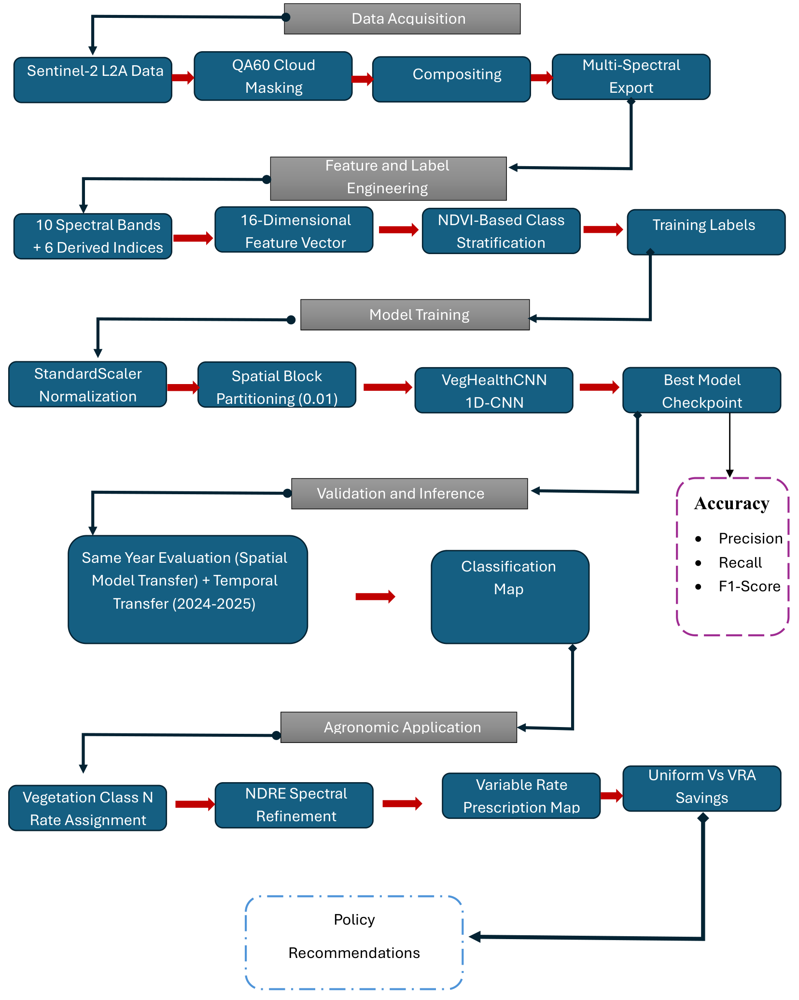 Data Acquisition
Sentinel-2 L2A Data
QA60 Cloud
Masking
Compositing
Multi-Spectral
Export
Feature and Label
Engineering
10 Spectral Bands
+ 6 Derived Indices
16-Dimensional
Feature Vector
NDVI-Based Class
Stratification
Training Labels
Model Training
StandardScaler
Normalization
Spatial Block
Partitioning (0.01)
VegHealthCNN
1D-CNN
Best Model
Checkpoint
Validation and Inference
Accuracy
• Precision
• Recall
• F1-Score
Same Year Evaluation (Spatial
Model Transfer) + Temporal
Transfer (2024-2025)
Classification
Map
Agronomic Application
Vegetation Class N
Rate Assignment
NDRE Spectral
Refinement
Variable Rate
Prescription Map
Uniform Vs VRA
Savings
Policy
Recommendations